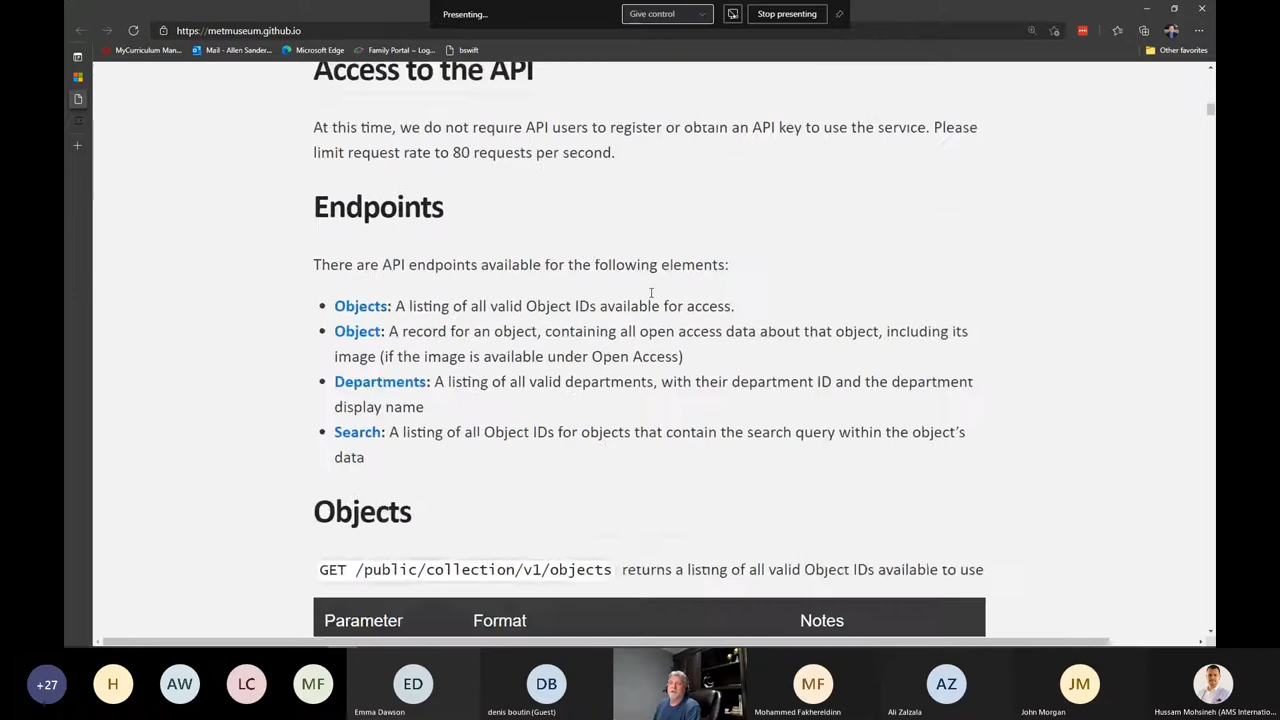 Presenting...
Give control
Stop presenting
https://metmuseum.github.io
MyCurriculum Man...
Mail - Allen Sander...
Microsoft Edge
Family Portal – Log...
bswift
Other favorites
Access to the API
At this time, we do not require API users to register or obtain an API key to use the service. Please
limit request rate to 80 requests per second.
Endpoints
There are API endpoints available for the following elements:
• Objects: A listing of all valid Object IDs available for access.
• Object: A record for an object, containing all open access data about that object, including its
image (if the image is available under Open Access)
• Departments: A listing of all valid departments, with their department ID and the department
display name
• Search: A listing of all Object IDs for objects that contain the search query within the object’s
data
Objects
GET /public/collection/v1/objects returns a listing of all valid Object IDs available to use
Parameter Format Notes
+27
H
AW
LC
MF
ED
DB
MF
AZ
JM
Emma Dawson
denis boutin (Guest)
Mohammed Fakhereldinn
Ali Zalzala
John Morgan
Hussam Mohsineh (AMS Internatio...